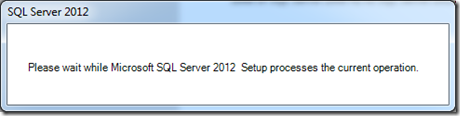 SQL Server 2012
Please wait while Microsoft SQL Server 2012  Setup processes the current operation.